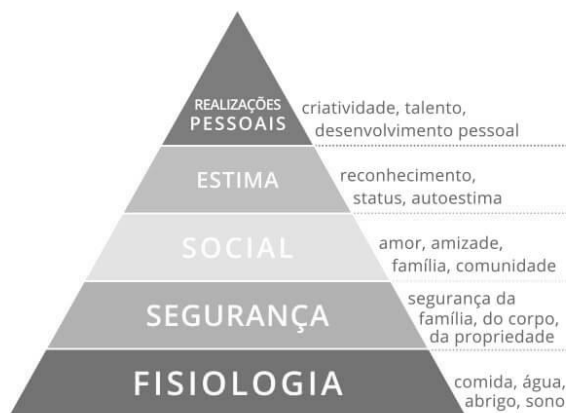 REALIZAÇÕES
PESSOAIS
criatividade, talento,
desenvolvimento pessoal
ESTIMA
reconhecimento,
status, autoestima
SOCIAL
amor, amizade,
família, comunidade
SEGURANÇA
segurança da
família, do corpo,
da propriedade
FISIOLOGIA
comida, água,
abrigo, sono